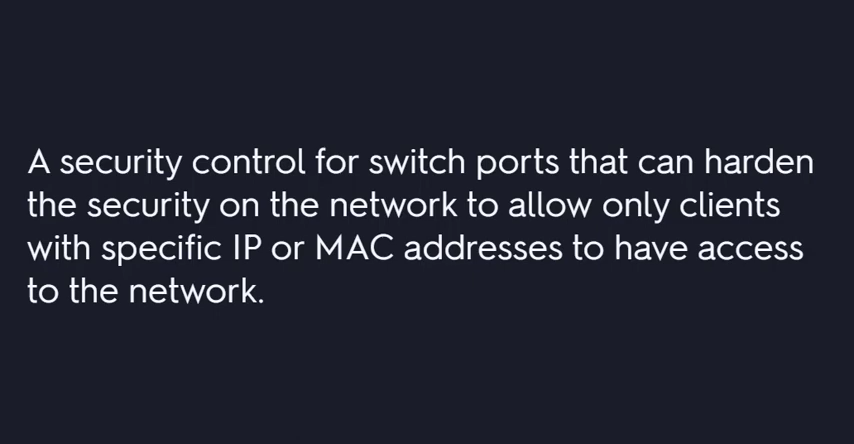 A security control for switch ports that can harden
the security on the network to allow only clients
with specific IP or MAC addresses to have access
to the network.